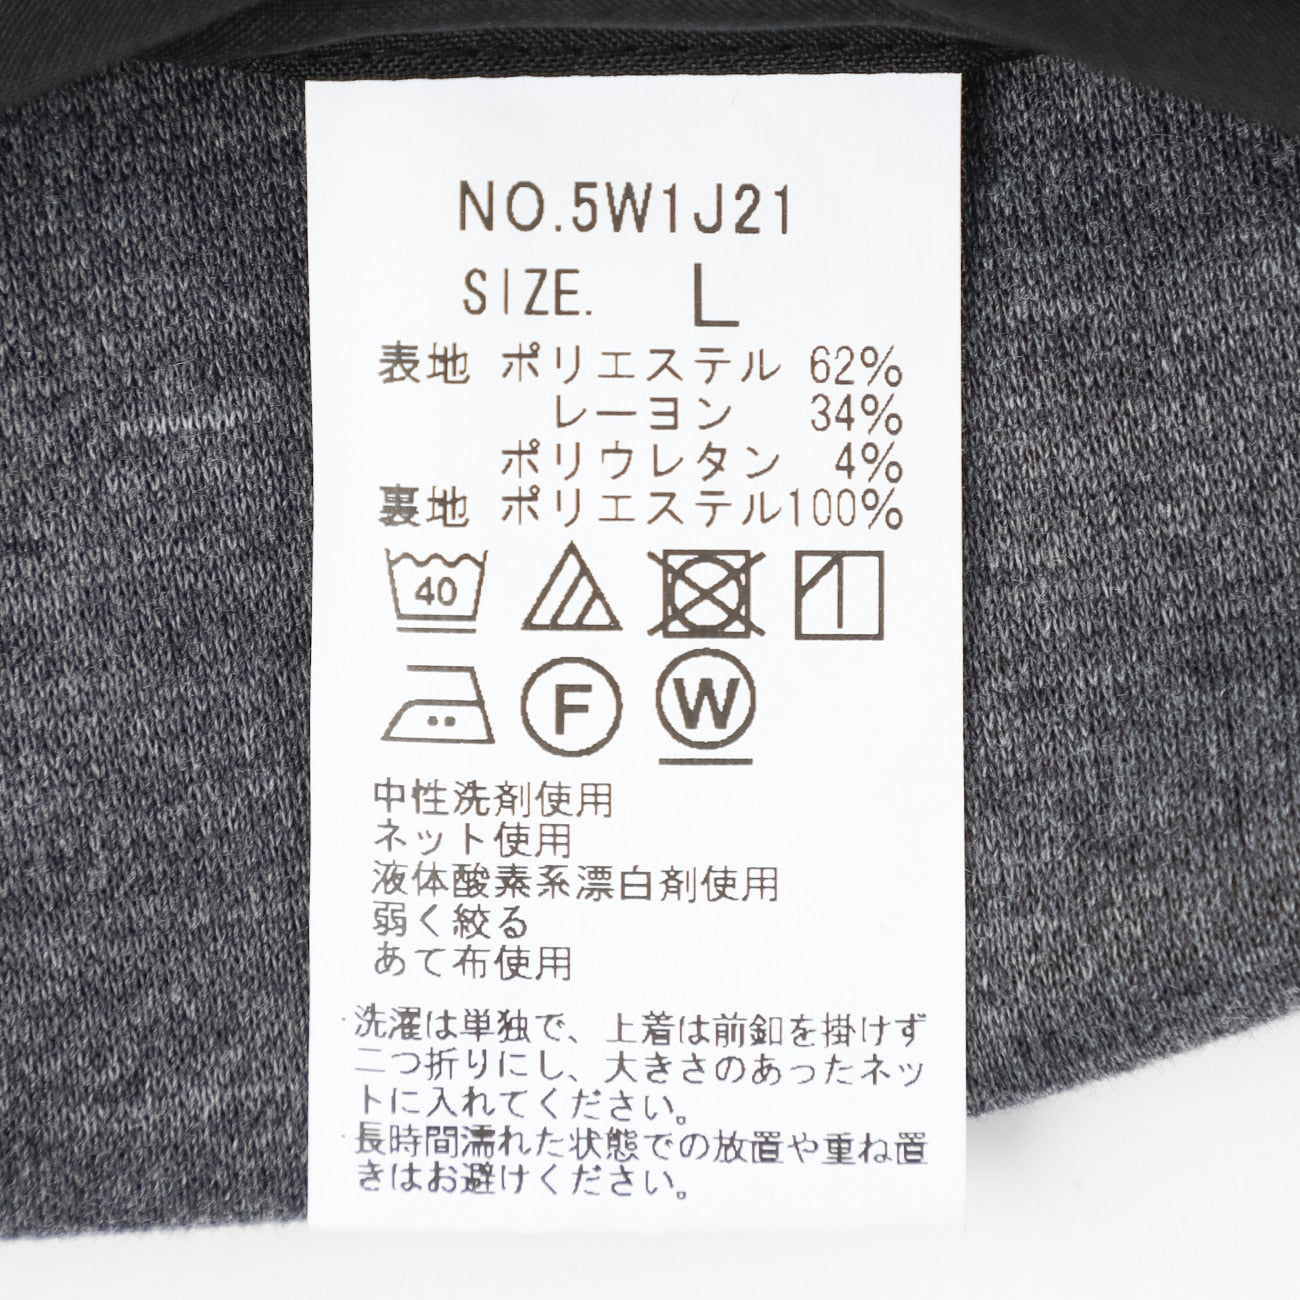 NO.5W1J21
SIZE. L
表地 ポリエステル 62%
レーヨン 34%
ポリウレタン 4%
裏地 ポリエステル100%
40
F W
中性洗剤使用
ネット使用
液体酸素系漂白剤使用
弱く絞る
あて布使用
・洗濯は単独で、上着は前釦を掛けず
二つ折りにし、大きさのあったネッ
トに入れてください。
・長時間濡れた状態での放置や重ね置
きはお避けください。